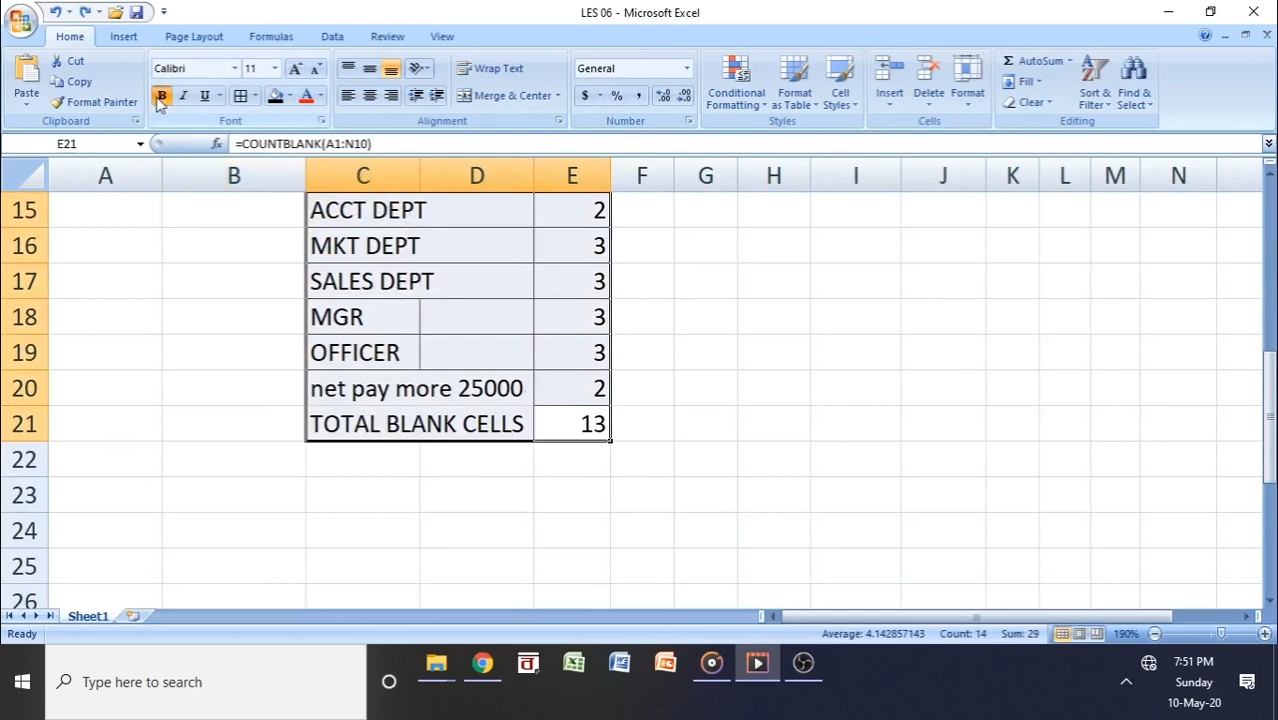 LES 06 - Microsoft Excel
Home Insert Page Layout Formulas Data Review View
Paste
Cut
Copy
Format Painter
Clipboard
Calibri 11
B I U
Font
Wrap Text
Merge & Center
Alignment
General
$ % ,
Number
Conditional Formatting
Format as Table
Cell Styles
Styles
Insert Delete Format
Cells
AutoSum
Fill
Clear
Sort & Filter
Find & Select
Editing
E21 fx =COUNTBLANK(A1:N10)
A B C D E F G H I J K L M N
15 ACCT DEPT 2
16 MKT DEPT 3
17 SALES DEPT 3
18 MGR 3
19 OFFICER 3
20 net pay more 25000 2
21 TOTAL BLANK CELLS 13
22
23
24
25
26
Sheet1
Ready Average: 4.142857143 Count: 14 Sum: 29 190%
Type here to search
7:51 PM
Sunday
10-May-20